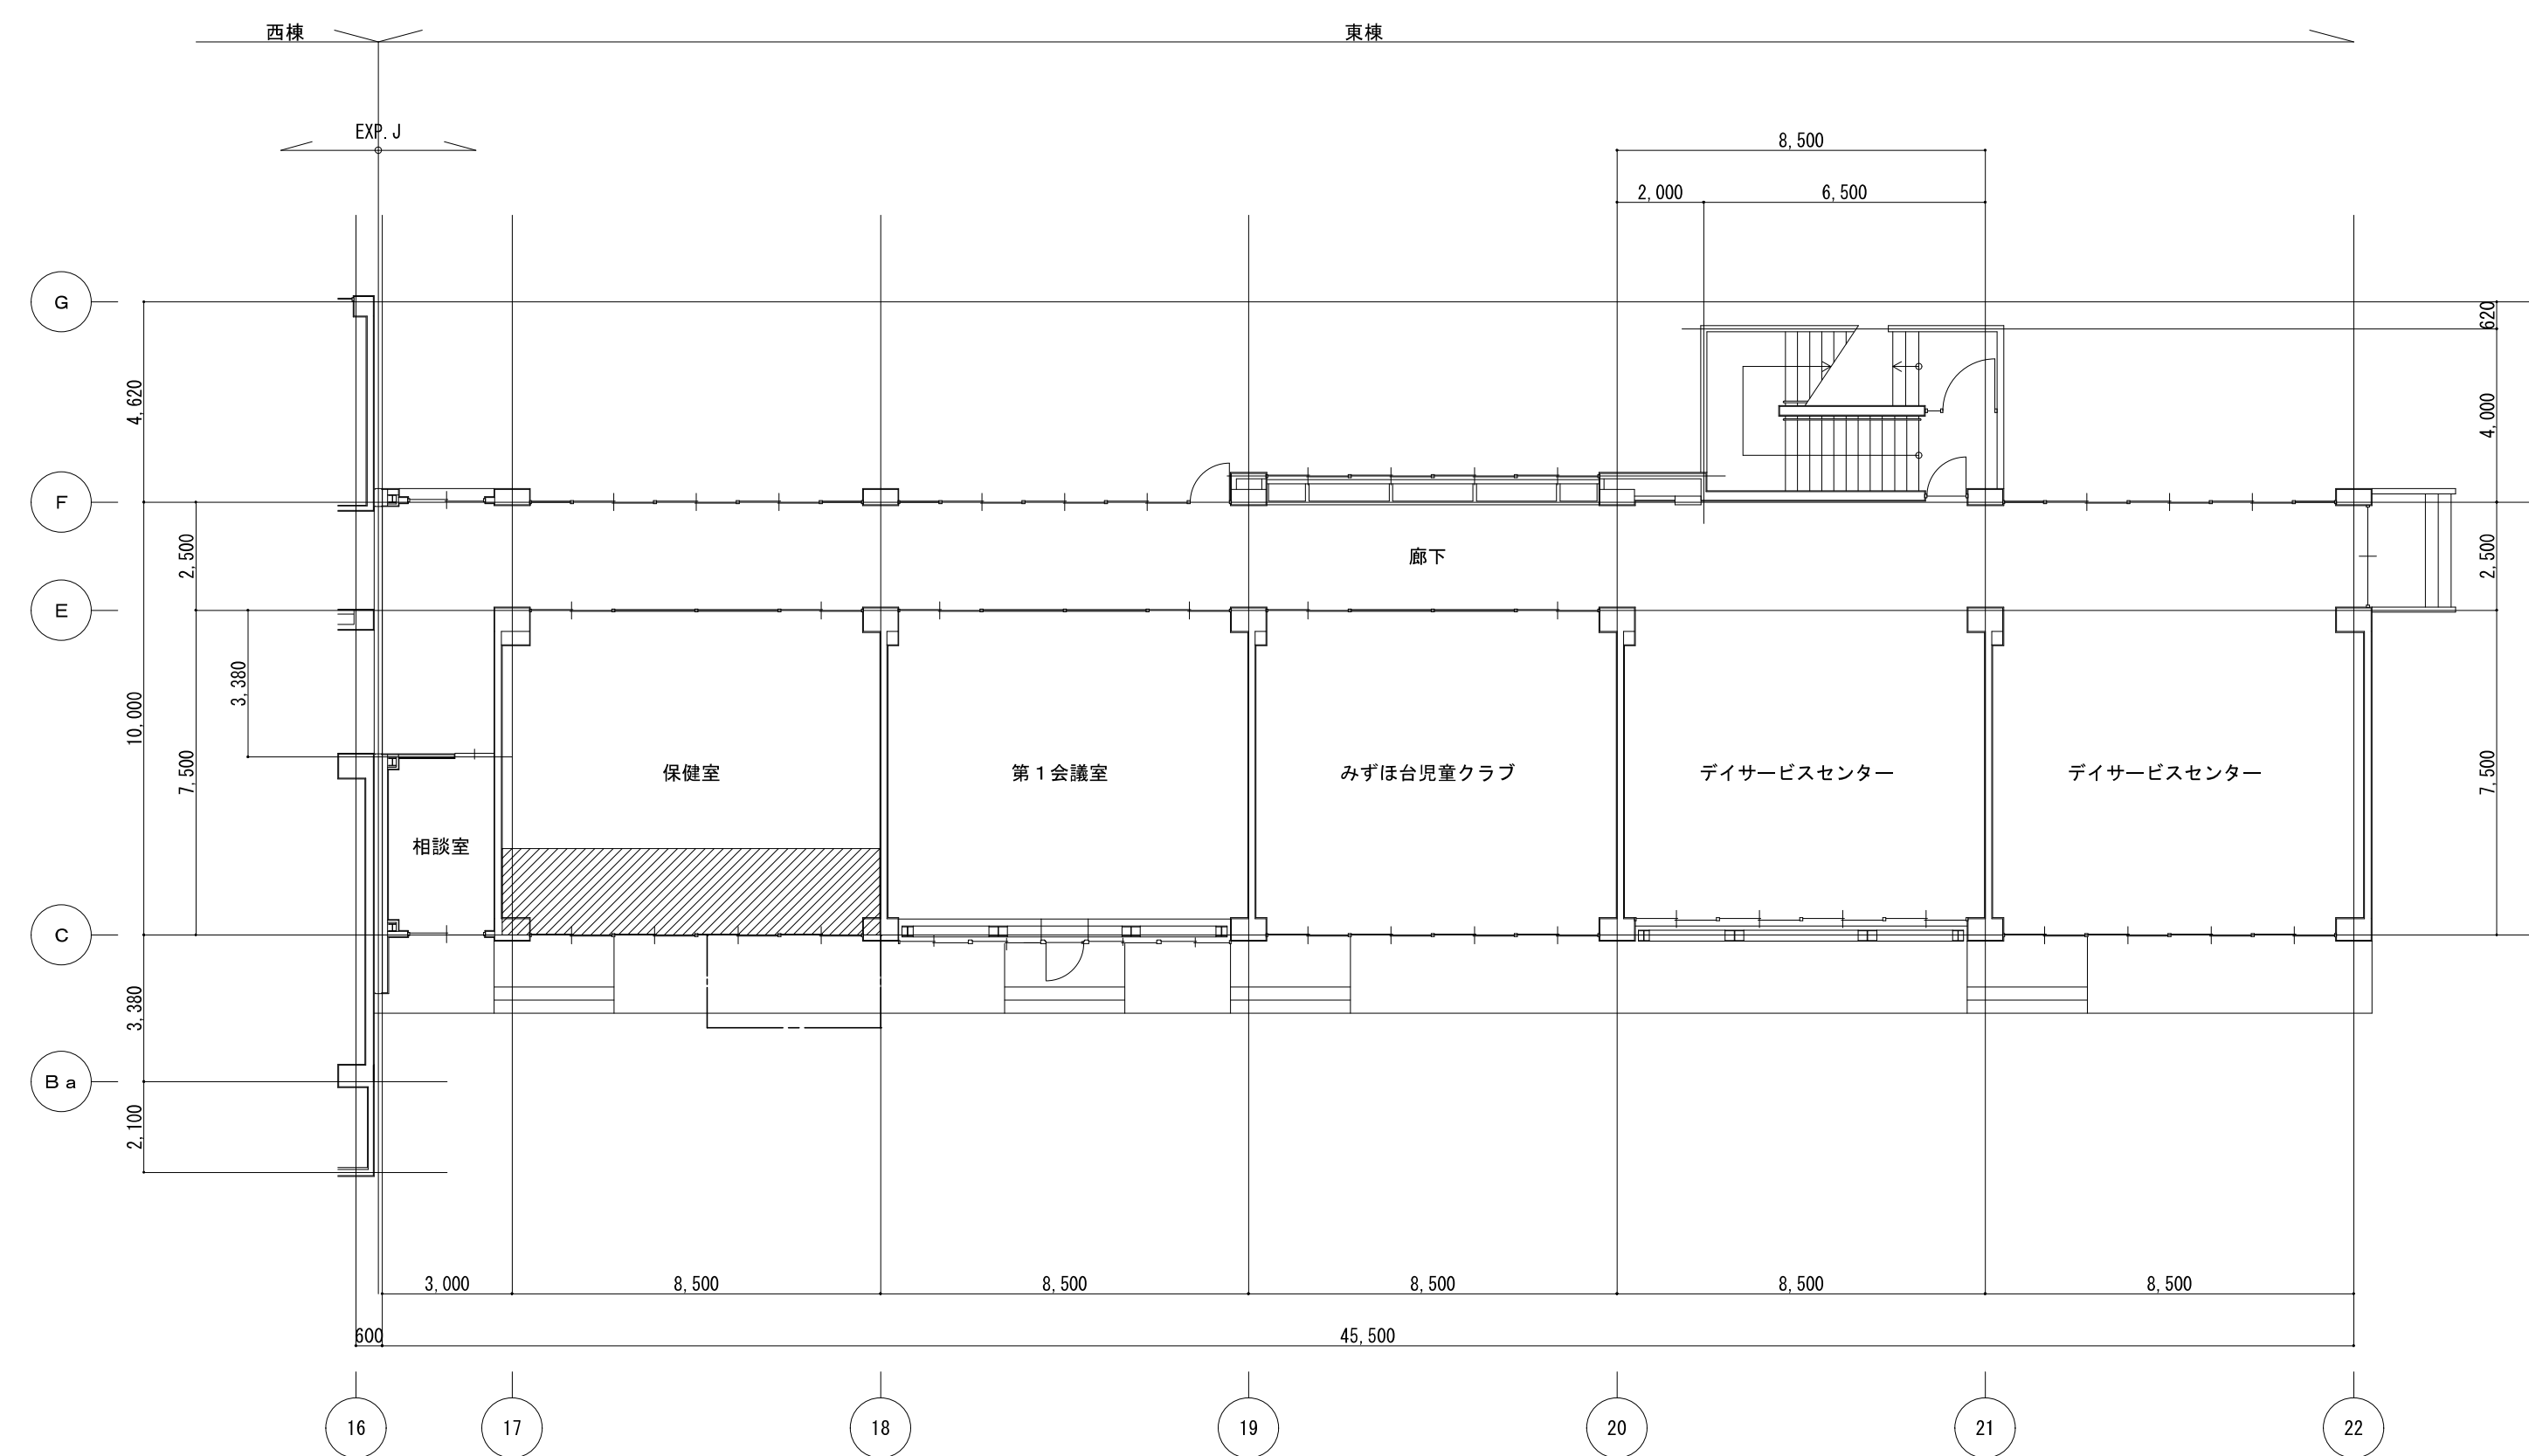 西棟
東棟
EXP.J
8,500
2,000
6,500
G
620
4,620
4,000
F
2,500
廊下
2,500
E
3,380
10,000
7,500
保健室
第1会議室
みずほ台児童クラブ
デイサービスセンター
デイサービスセンター
7,500
相談室
C
3,380
Ba
2,100
3,000
8,500
8,500
8,500
8,500
8,500
600
45,500
16
17
18
19
20
21
22